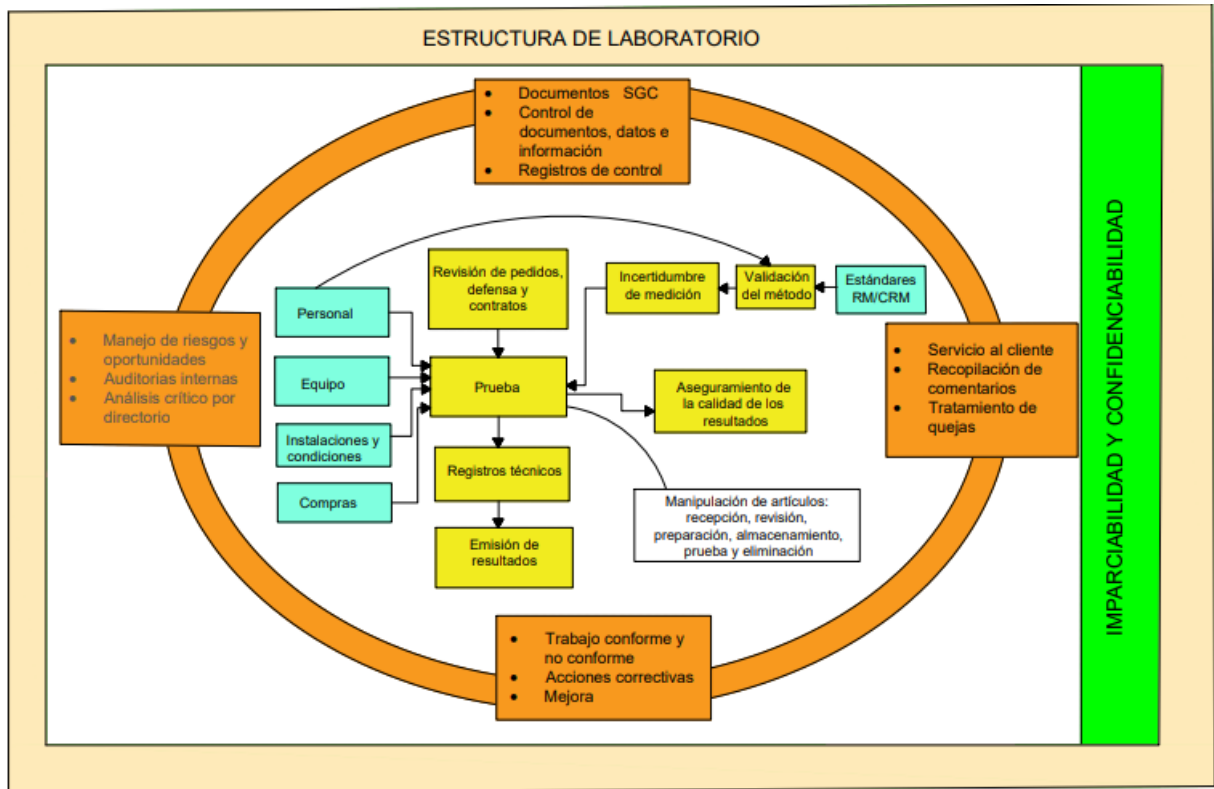 ESTRUCTURA DE LABORATORIO
• Documentos SGC
• Control de
documentos, datos e
información
• Registros de control
Revisión de pedidos,
defensa y
contratos
Incertidumbre
de medición
Validación
del método
Estándares
RM/CRM
Personal
• Manejo de riesgos y
oportunidades
• Auditorias internas
• Análisis crítico por
directorio
Equipo
Prueba
Aseguramiento de
la calidad de los
resultados
• Servicio al cliente
• Recopilación de
comentarios
• Tratamiento de
quejas
Instalaciones y
condiciones
Registros técnicos
Compras
Manipulación de artículos:
recepción, revisión,
preparación, almacenamiento,
prueba y eliminación
Emisión de
resultados
• Trabajo conforme y
no conforme
• Acciones correctivas
• Mejora
IMPARCIABILIDAD Y CONFIDENCIABILIDAD